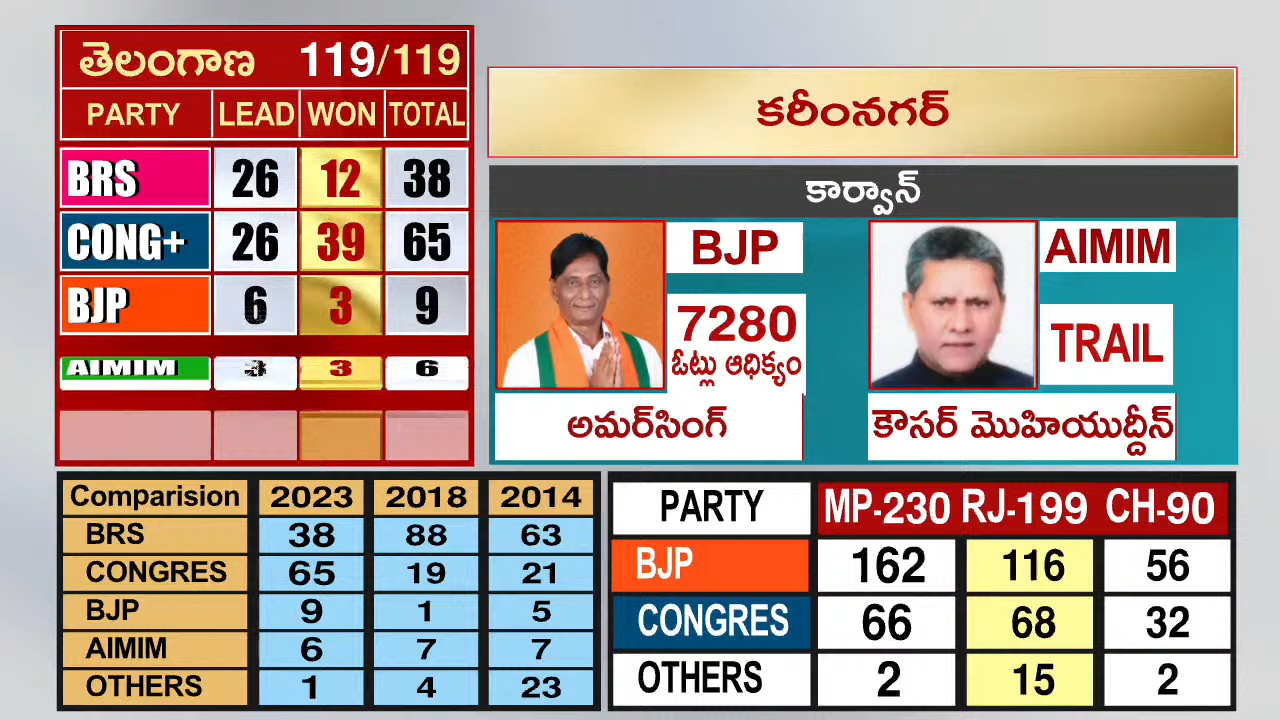 తెలంగాణ 119/119
PARTY LEAD WON TOTAL
BRS 26 12 38
CONG+ 26 39 65
BJP 6 3 9
AIMIM 3 3 6
కరీంనగర్
కార్వాన్
BJP
7280
ఓట్లు ఆధిక్యం
అమర్‌సింగ్
AIMIM
TRAIL
కౌసర్ మొహియుద్దీన్
Comparision 2023 2018 2014
BRS 38 88 63
CONGRES 65 19 21
BJP 9 1 5
AIMIM 6 7 7
OTHERS 1 4 23
PARTY MP-230 RJ-199 CH-90
BJP 162 116 56
CONGRES 66 68 32
OTHERS 2 15 2